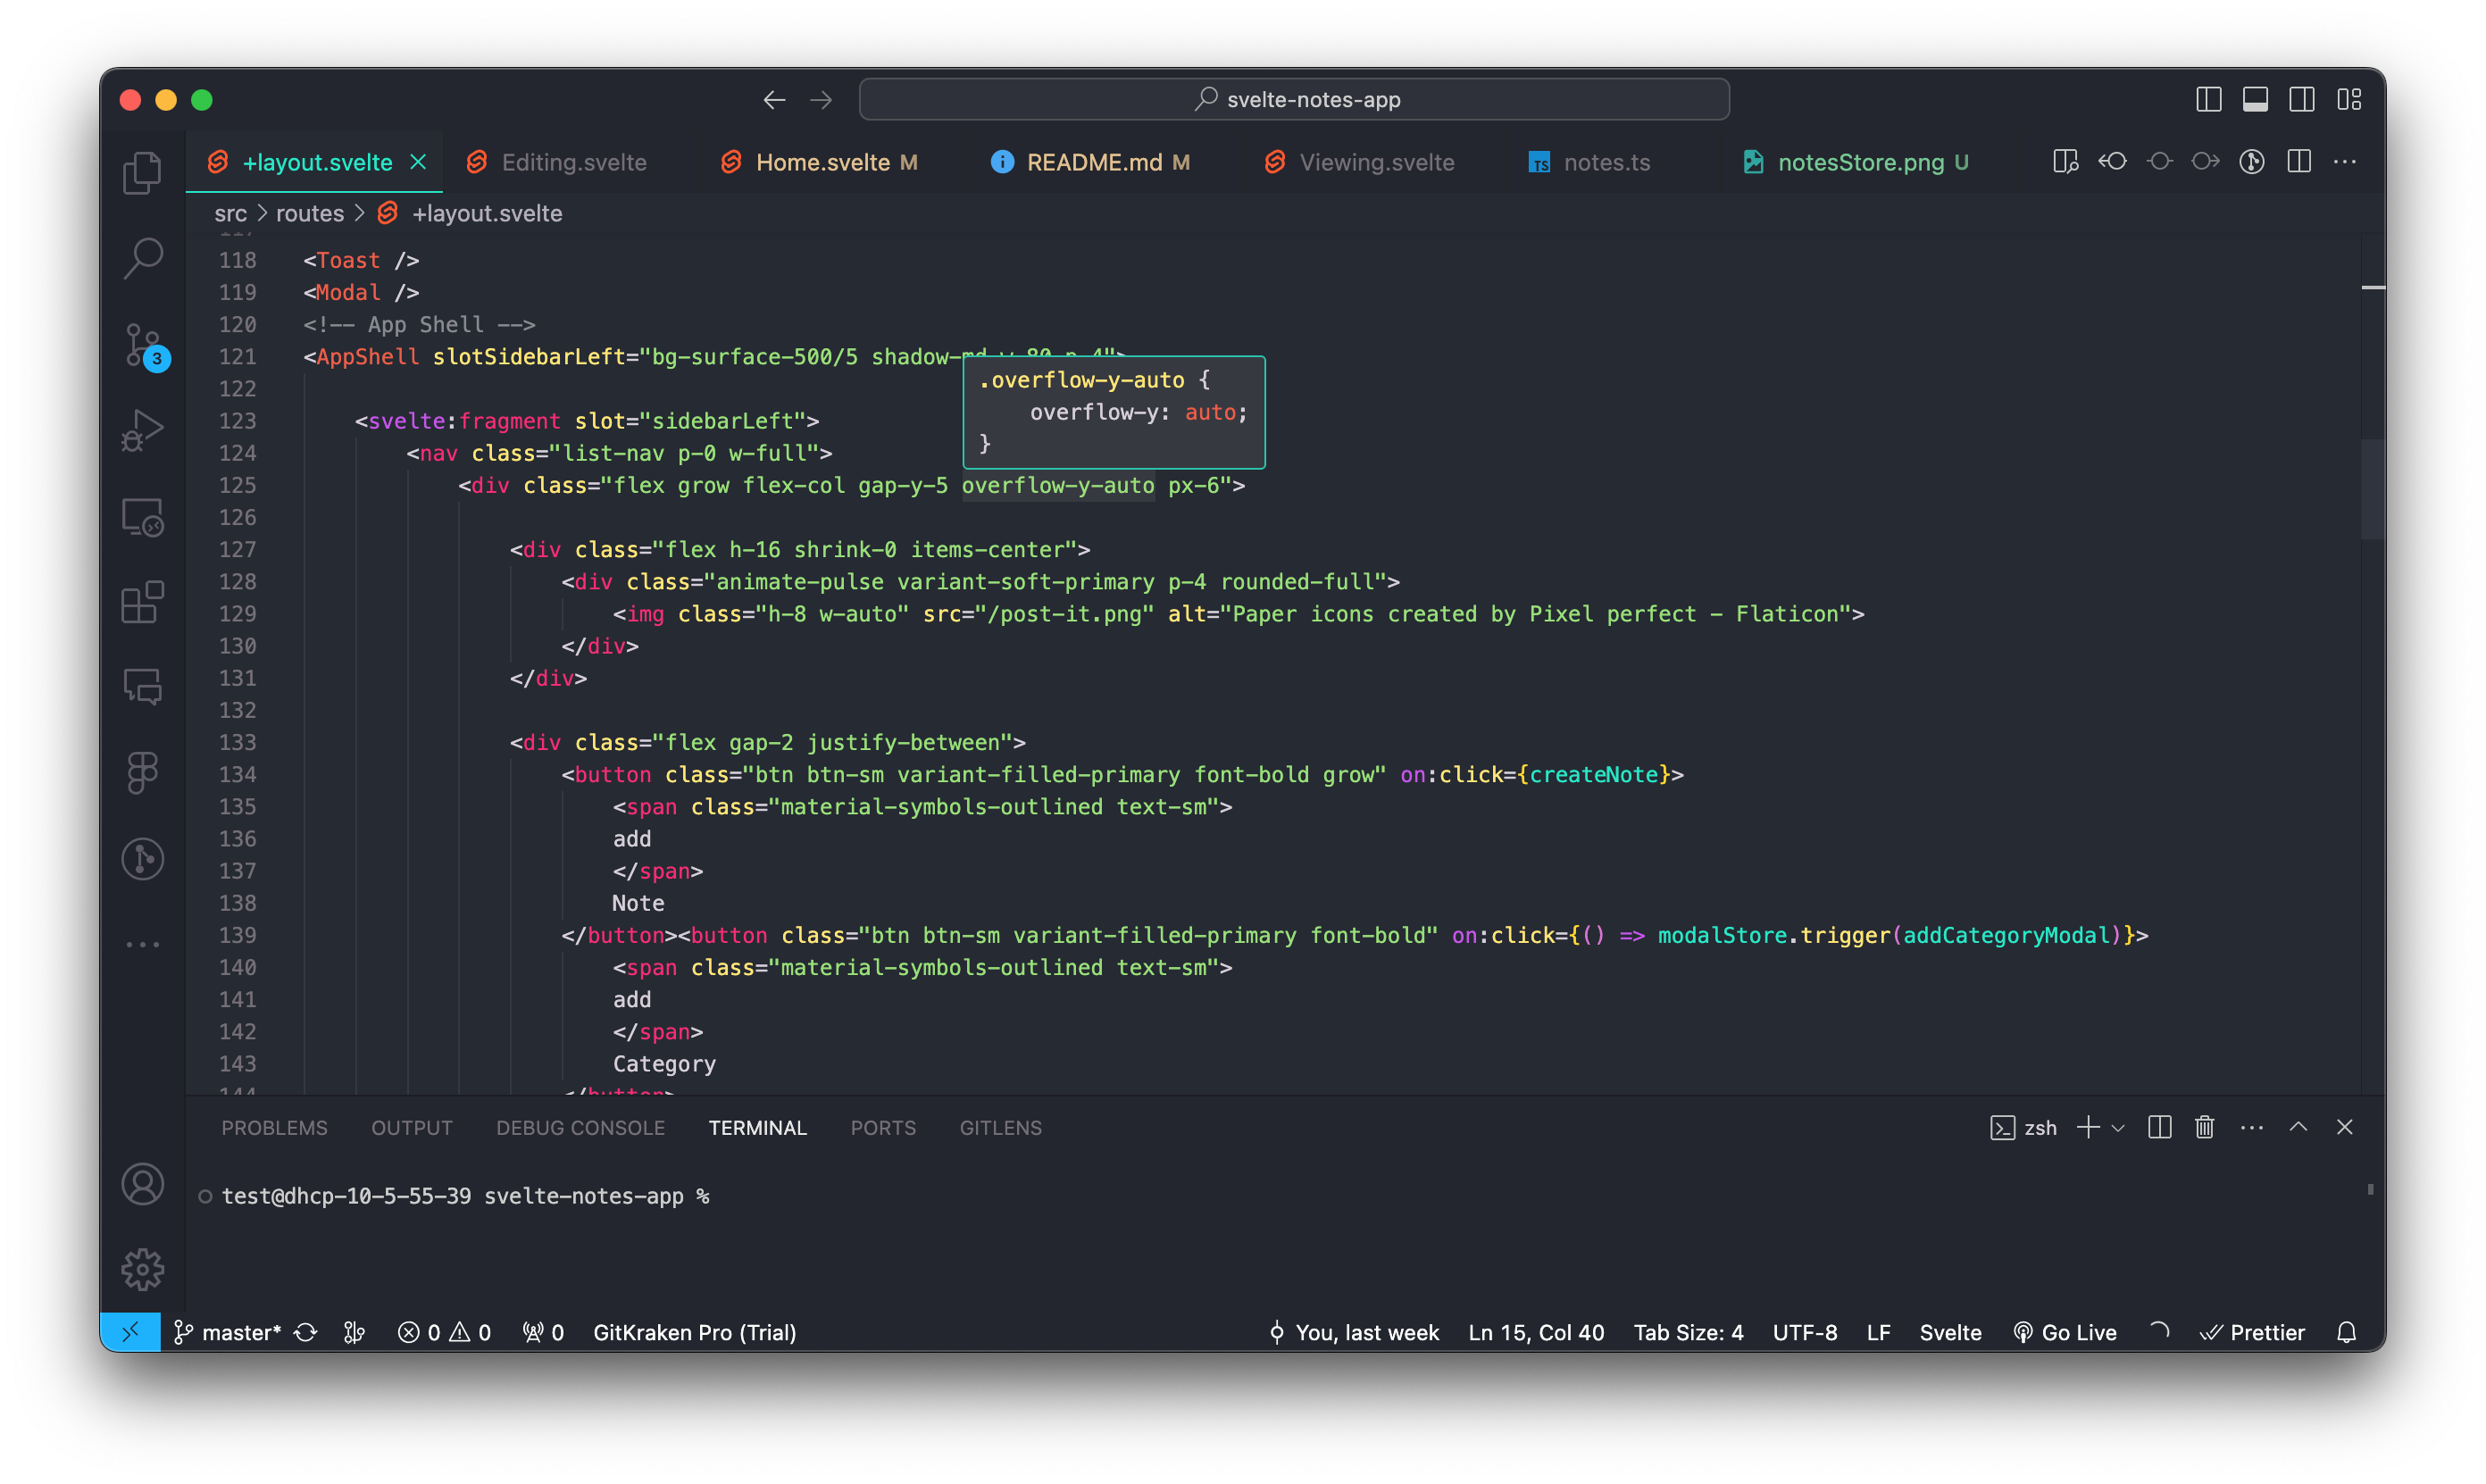 svelte-notes-app
+layout.svelte
Editing.svelte
Home.svelte M
README.md M
Viewing.svelte
TS notes.ts
notesStore.png U
src > routes > +layout.svelte
118 <Toast />
119 <Modal />
120 <!-- App Shell -->
121 <AppShell slotSidebarLeft="bg-surface-500/5 shadow-md w-80 p-4">
.overflow-y-auto {
overflow-y: auto;
}
122
123 <svelte:fragment slot="sidebarLeft">
124 <nav class="list-nav p-0 w-full">
125 <div class="flex grow flex-col gap-y-5 overflow-y-auto px-6">
126
127 <div class="flex h-16 shrink-0 items-center">
128 <div class="animate-pulse variant-soft-primary p-4 rounded-full">
129 <img class="h-8 w-auto" src="/post-it.png" alt="Paper icons created by Pixel perfect - Flaticon">
130 </div>
131 </div>
132
133 <div class="flex gap-2 justify-between">
134 <button class="btn btn-sm variant-filled-primary font-bold grow" on:click={createNote}>
135 <span class="material-symbols-outlined text-sm">
136 add
137 </span>
138 Note
139 </button><button class="btn btn-sm variant-filled-primary font-bold" on:click={() => modalStore.trigger(addCategoryModal)}>
140 <span class="material-symbols-outlined text-sm">
141 add
142 </span>
143 Category
144 </button>
3
PROBLEMS OUTPUT DEBUG CONSOLE TERMINAL PORTS GITLENS
zsh
test@dhcp-10-5-55-39 svelte-notes-app %
master* 0 0 0 GitKraken Pro (Trial)
You, last week Ln 15, Col 40 Tab Size: 4 UTF-8 LF Svelte Go Live Prettier